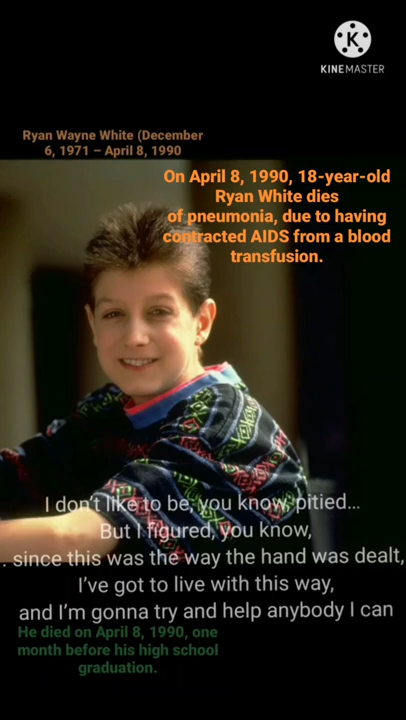 KINEMASTER
Ryan Wayne White (December
6, 1971 – April 8, 1990
On April 8, 1990, 18-year-old
Ryan White dies
of pneumonia, due to having
contracted AIDS from a blood
transfusion.
I don't like to be, you know, pitied...
But I figured, you know,
. since this was the way the hand was dealt,
I've got to live with this way,
and I'm gonna try and help anybody I can
He died on April 8, 1990, one
month before his high school
graduation.